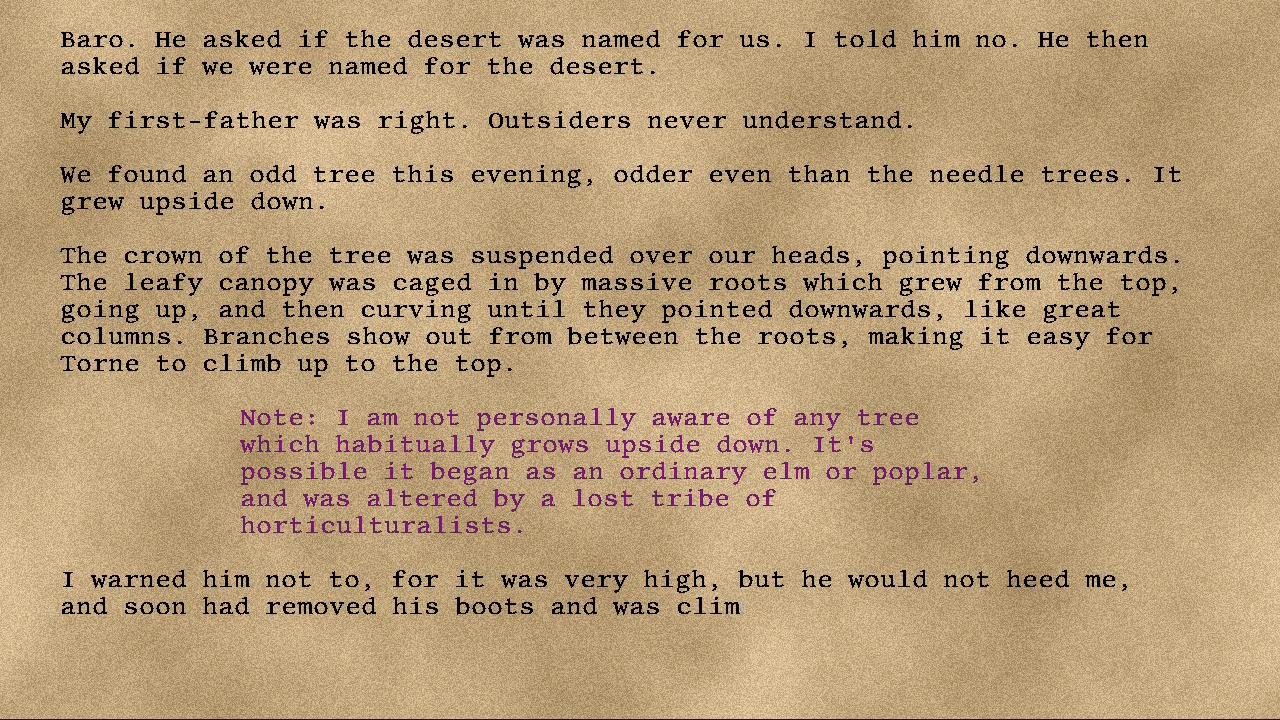 Baro. He asked if the desert was named for us. I told him no. He then
asked if we were named for the desert.
My first-father was right. Outsiders never understand.
We found an odd tree this evening, odder even than the needle trees. It
grew upside down.
The crown of the tree was suspended over our heads, pointing downwards.
The leafy canopy was caged in by massive roots which grew from the top,
going up, and then curving until they pointed downwards, like great
columns. Branches show out from between the roots, making it easy for
Torne to climb up to the top.
Note: I am not personally aware of any tree
which habitually grows upside down. It's
possible it began as an ordinary elm or poplar,
and was altered by a lost tribe of
horticulturalists.
I warned him not to, for it was very high, but he would not heed me,
and soon had removed his boots and was clim